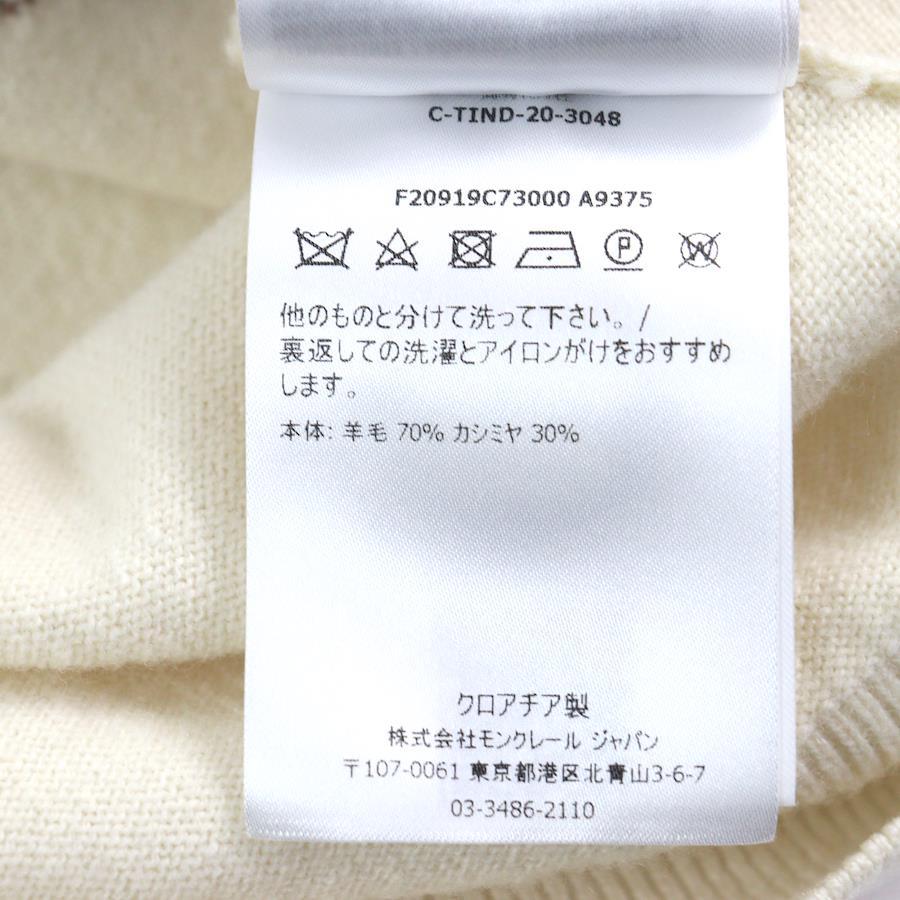 C-TIND-20-3048
F20919C73000 A9375
P
W
他のものと分けて洗って下さい。/
裏返しての洗濯とアイロンがけをおすすめ
します。
本体: 羊毛 70% カシミヤ 30%
クロアチア製
株式会社モンクレール ジャパン
〒107-0061 東京都港区北青山3-6-7
03-3486-2110